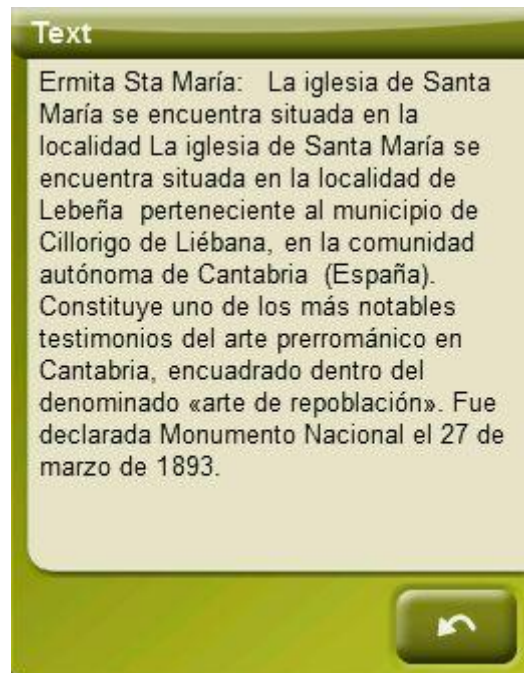 Text
Ermita Sta María:   La iglesia de Santa
María se encuentra situada en la
localidad La iglesia de Santa María se
encuentra situada en la localidad de
Lebeña  perteneciente al municipio de
Cillorigo de Liébana, en la comunidad
autónoma de Cantabria  (España).
Constituye uno de los más notables
testimonios del arte prerrománico en
Cantabria, encuadrado dentro del
denominado «arte de repoblación». Fue
declarada Monumento Nacional el 27 de
marzo de 1893.